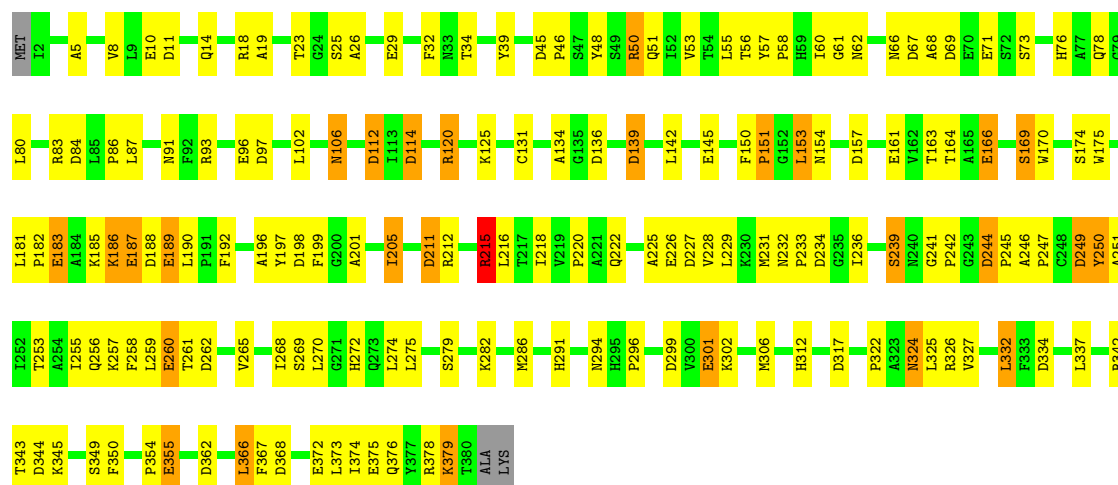 MET I2 A5 V8 L9 E10 D11 Q14 R18 A19 T23 G24 S25 A26 E29 F32 N33 T34 Y39 D45 P46 S47 Y48 S49 R50 Q51 I52 V53 T54 L55 T56 Y57 P58 H59 I60 G61 N62 N66 D67 A68 D69 E70 E71 S72 S73 H76 A77 Q78 G79
L80 R83 D84 L85 P86 L87 N91 F92 R93 E96 D97 L102 N106 D112 I113 D114 R120 K125 C131 A134 G135 D136 D139 L142 E145 F150 P151 G152 L153 N154 D157 E161 V162 T163 T164 A165 E166 S169 W170 S174 W175
L181 P182 E183 A184 K185 K186 E187 D188 E189 L190 P191 F192 A196 Y197 D198 F199 G200 A201 I205 D211 R212 R215 L216 T217 I218 V219 P220 A221 Q222 A225 E226 D227 V228 L229 K230 M231 N232 P233 D234 G235 I236 S239 N240 G241 P242 G243 D244 P245 A246 P247 C248 D249 Y250 A251
I252 T253 A254 I255 Q256 K257 F258 L259 E260 T261 D262 V265 I268 S269 L270 G271 H272 Q273 L274 L275 S279 K282 M286 H291 N294 H295 P296 D299 V300 E301 K302 M306 H312 D317 P322 A323 N324 L325 R326 V327 L332 F333 D334 L337
T343 D344 K345 S349 F350 P354 E355 D362 L366 F367 D368 E372 L373 I374 E375 Q376 Y377 R378 K379 T380 ALA LYS